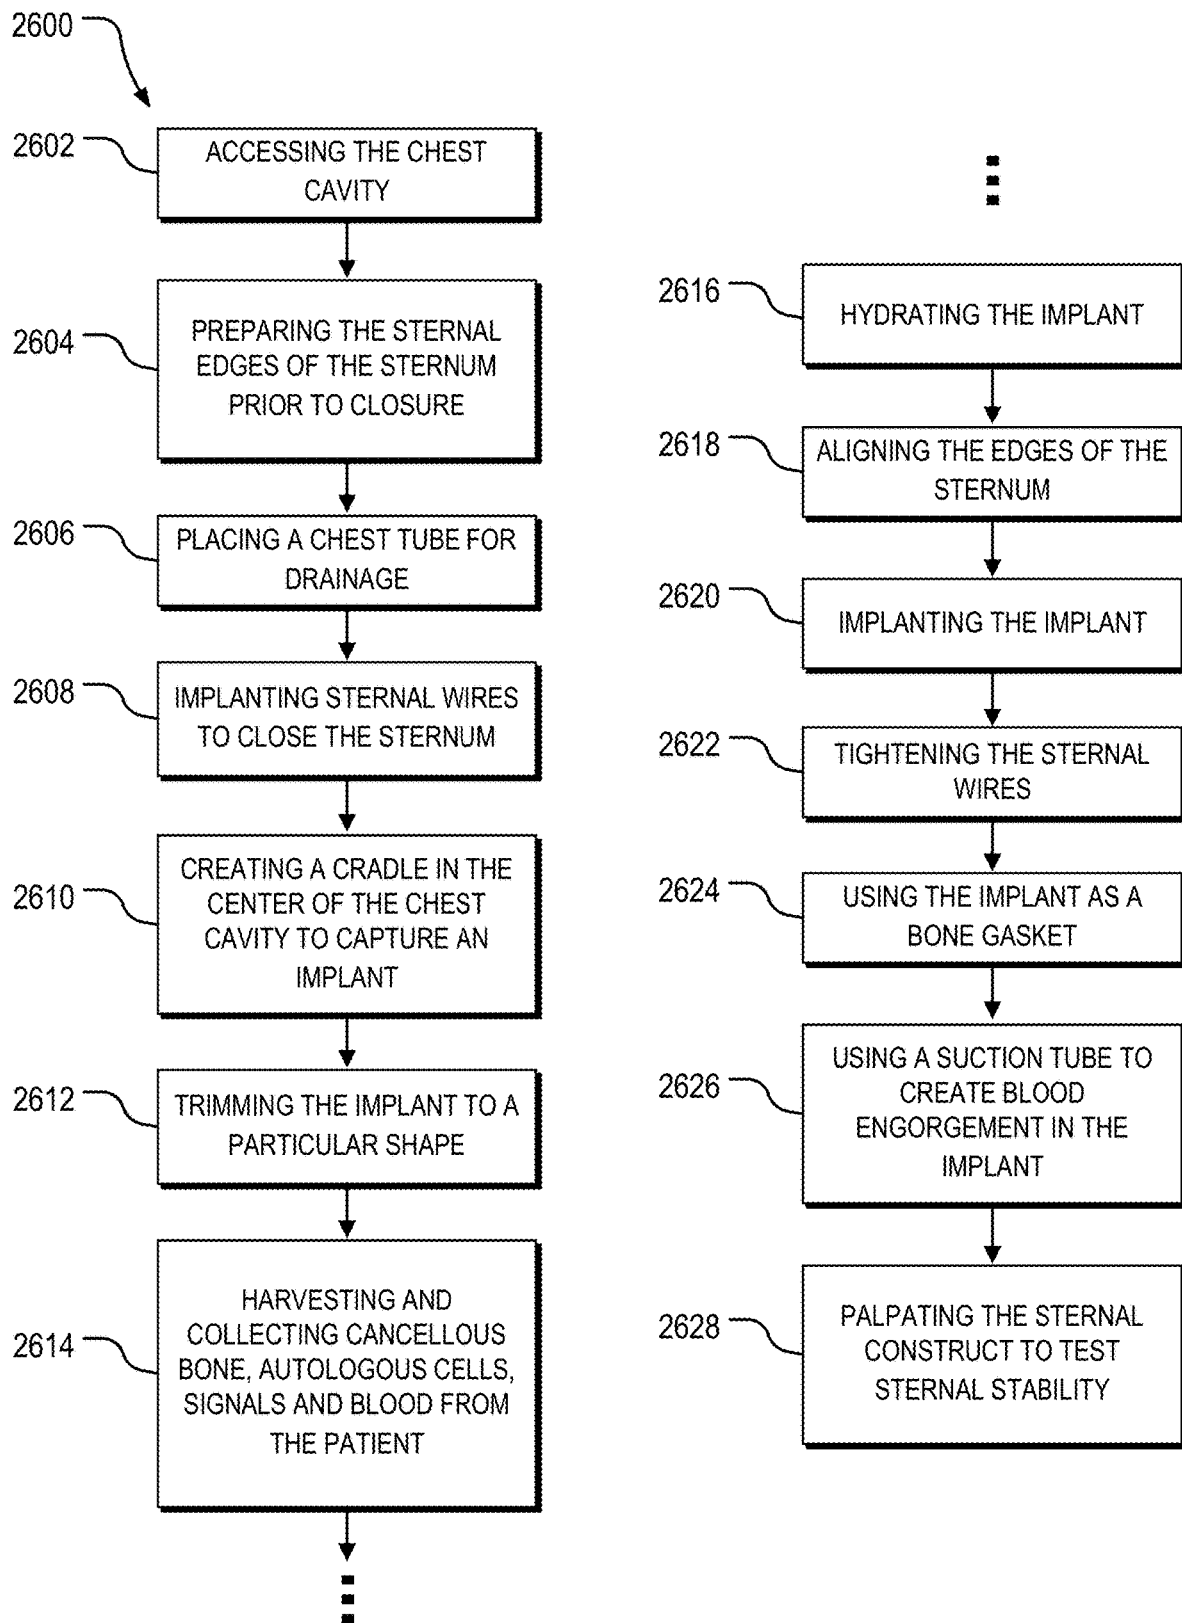 2600
2602
ACCESSING THE CHEST
CAVITY
2604
PREPARING THE STERNAL
EDGES OF THE STERNUM
PRIOR TO CLOSURE
2606
PLACING A CHEST TUBE FOR
DRAINAGE
2608
IMPLANTING STERNAL WIRES
TO CLOSE THE STERNUM
2610
CREATING A CRADLE IN THE
CENTER OF THE CHEST
CAVITY TO CAPTURE AN
IMPLANT
2612
TRIMMING THE IMPLANT TO A
PARTICULAR SHAPE
2614
HARVESTING AND
COLLECTING CANCELLOUS
BONE, AUTOLOGOUS CELLS,
SIGNALS AND BLOOD FROM
THE PATIENT
2616
HYDRATING THE IMPLANT
2618
ALIGNING THE EDGES OF THE
STERNUM
2620
IMPLANTING THE IMPLANT
2622
TIGHTENING THE STERNAL
WIRES
2624
USING THE IMPLANT AS A
BONE GASKET
2626
USING A SUCTION TUBE TO
CREATE BLOOD
ENGORGEMENT IN THE
IMPLANT
2628
PALPATING THE STERNAL
CONSTRUCT TO TEST
STERNAL STABILITY